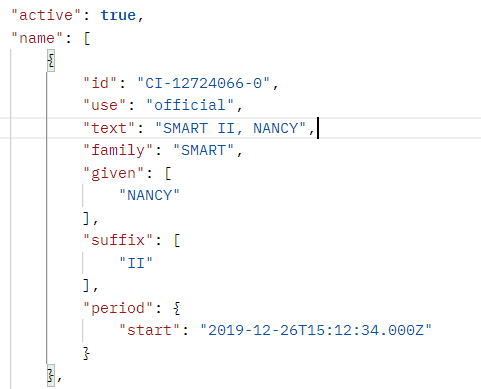 "active": true,
"name": [
{
"id": "CI-12724066-0",
"use": "official",
"text": "SMART II, NANCY",
"family": "SMART",
"given": [
"NANCY"
],
"suffix": [
"II"
],
"period": {
"start": "2019-12-26T15:12:34.000Z"
}
},